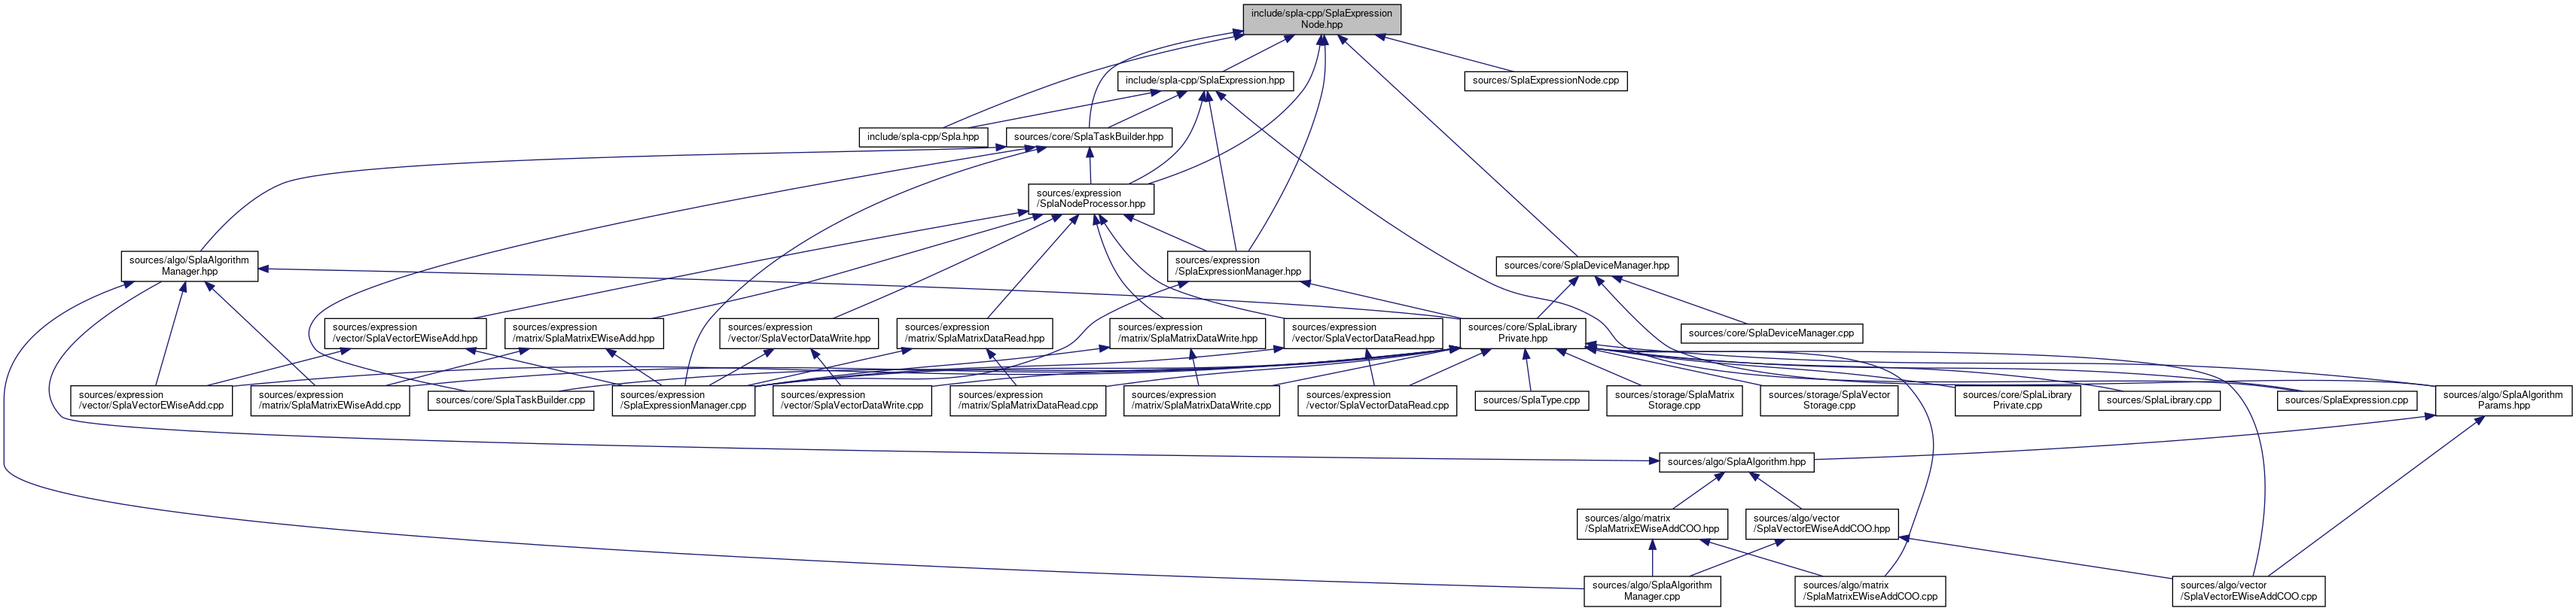 include/spla-cpp/SplaExpression
Node.hpp
include/spla-cpp/SplaExpression.hpp
sources/SplaExpressionNode.cpp
include/spla-cpp/Spla.hpp
sources/core/SplaTaskBuilder.hpp
sources/expression
/SplaNodeProcessor.hpp
sources/algo/SplaAlgorithm
Manager.hpp
sources/expression
/SplaExpressionManager.hpp
sources/core/SplaDeviceManager.hpp
sources/expression
/vector/SplaVectorEWiseAdd.hpp
sources/expression
/matrix/SplaMatrixEWiseAdd.hpp
sources/expression
/vector/SplaVectorDataWrite.hpp
sources/expression
/matrix/SplaMatrixDataRead.hpp
sources/expression
/matrix/SplaMatrixDataWrite.hpp
sources/expression
/vector/SplaVectorDataRead.hpp
sources/core/SplaLibrary
Private.hpp
sources/core/SplaDeviceManager.cpp
sources/expression
/vector/SplaVectorEWiseAdd.cpp
sources/expression
/matrix/SplaMatrixEWiseAdd.cpp
sources/core/SplaTaskBuilder.cpp
sources/expression
/SplaExpressionManager.cpp
sources/expression
/vector/SplaVectorDataWrite.cpp
sources/expression
/matrix/SplaMatrixDataRead.cpp
sources/expression
/matrix/SplaMatrixDataWrite.cpp
sources/expression
/vector/SplaVectorDataRead.cpp
sources/SplaType.cpp
sources/storage/SplaMatrix
Storage.cpp
sources/storage/SplaVector
Storage.cpp
sources/core/SplaLibrary
Private.cpp
sources/SplaLibrary.cpp
sources/SplaExpression.cpp
sources/algo/SplaAlgorithm
Params.hpp
sources/algo/SplaAlgorithm.hpp
sources/algo/matrix
/SplaMatrixEWiseAddCOO.hpp
sources/algo/vector
/SplaVectorEWiseAddCOO.hpp
sources/algo/SplaAlgorithm
Manager.cpp
sources/algo/matrix
/SplaMatrixEWiseAddCOO.cpp
sources/algo/vector
/SplaVectorEWiseAddCOO.cpp